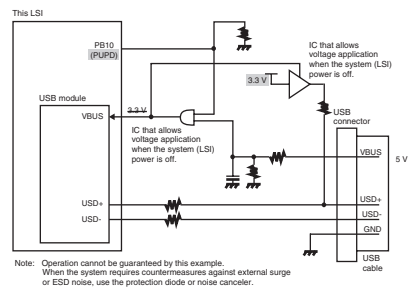 This LSI
PB10
(PUPD)
IC that allows
voltage application
when the system (LSI)
power is off.
3.3 V
USB module
3.3 V
VBUS
IC that allows
voltage application
when the system (LSI)
power is off.
USB
connector
VBUS
5 V
USD+
USD-
USD+
USD-
GND
USB
cable
Note: Operation cannot be guaranteed by this example.
When the system requires countermeasures against external surge
or ESD noise, use the protection diode or noise canceler.